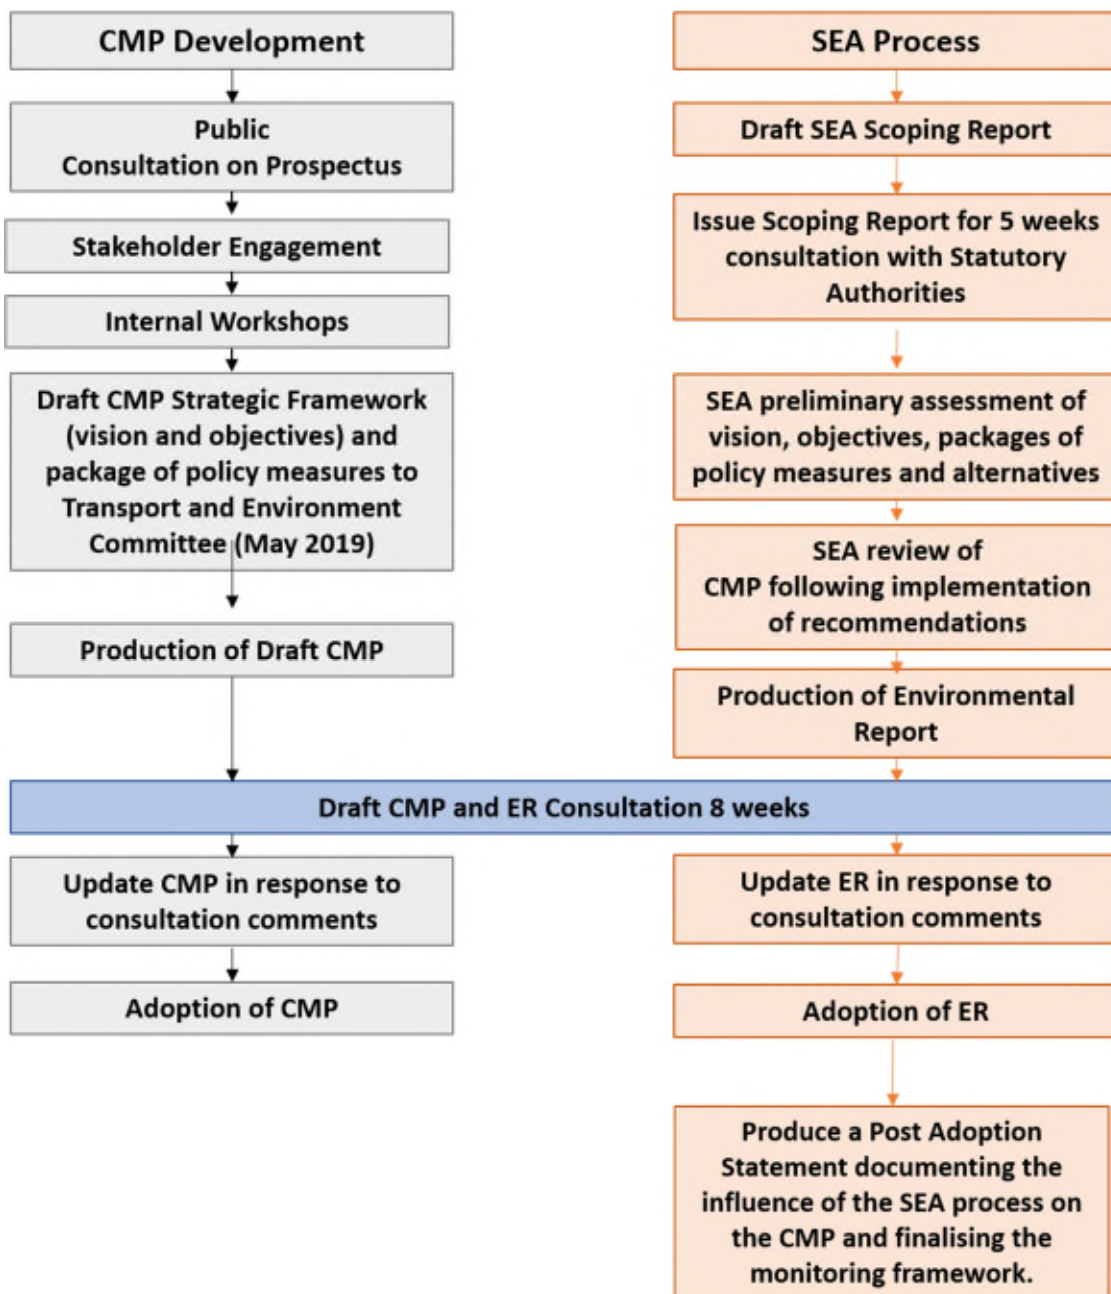 CMP Development
Public
Consultation on Prospectus
Stakeholder Engagement
Internal Workshops
Draft CMP Strategic Framework
(vision and objectives) and
package of policy measures to
Transport and Environment
Committee (May 2019)
Production of Draft CMP
SEA Process
Draft SEA Scoping Report
Issue Scoping Report for 5 weeks
consultation with Statutory
Authorities
SEA preliminary assessment of
vision, objectives, packages of
policy measures and alternatives
SEA review of
CMP following implementation
of recommendations
Production of Environmental
Report
Draft CMP and ER Consultation 8 weeks
Update CMP in response to
consultation comments
Adoption of CMP
Update ER in response to
consultation comments
Adoption of ER
Produce a Post Adoption
Statement documenting the
influence of the SEA process on
the CMP and finalising the
monitoring framework.